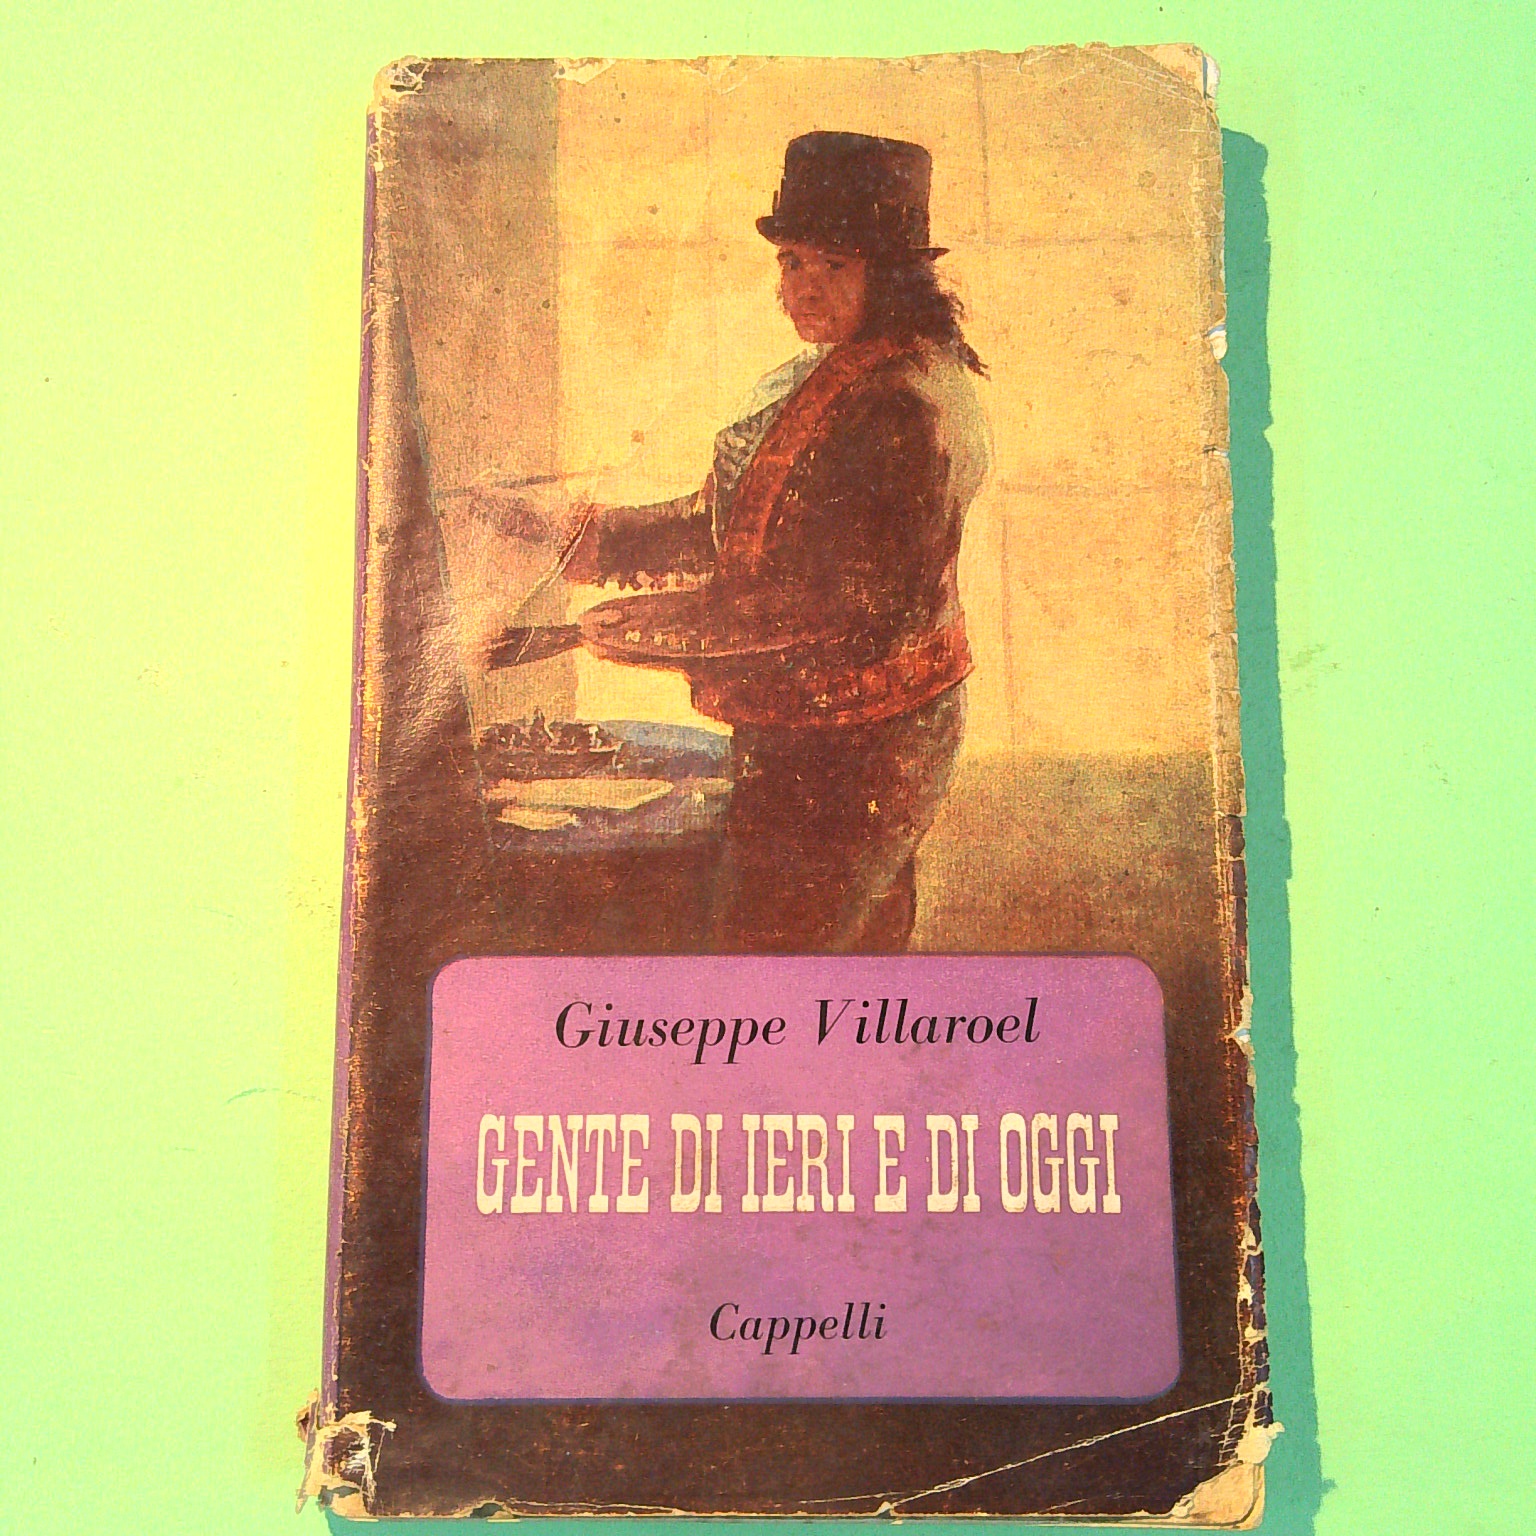 Giuseppe Villaroel
GENTE DI IERI E DI OGGI
Cappelli